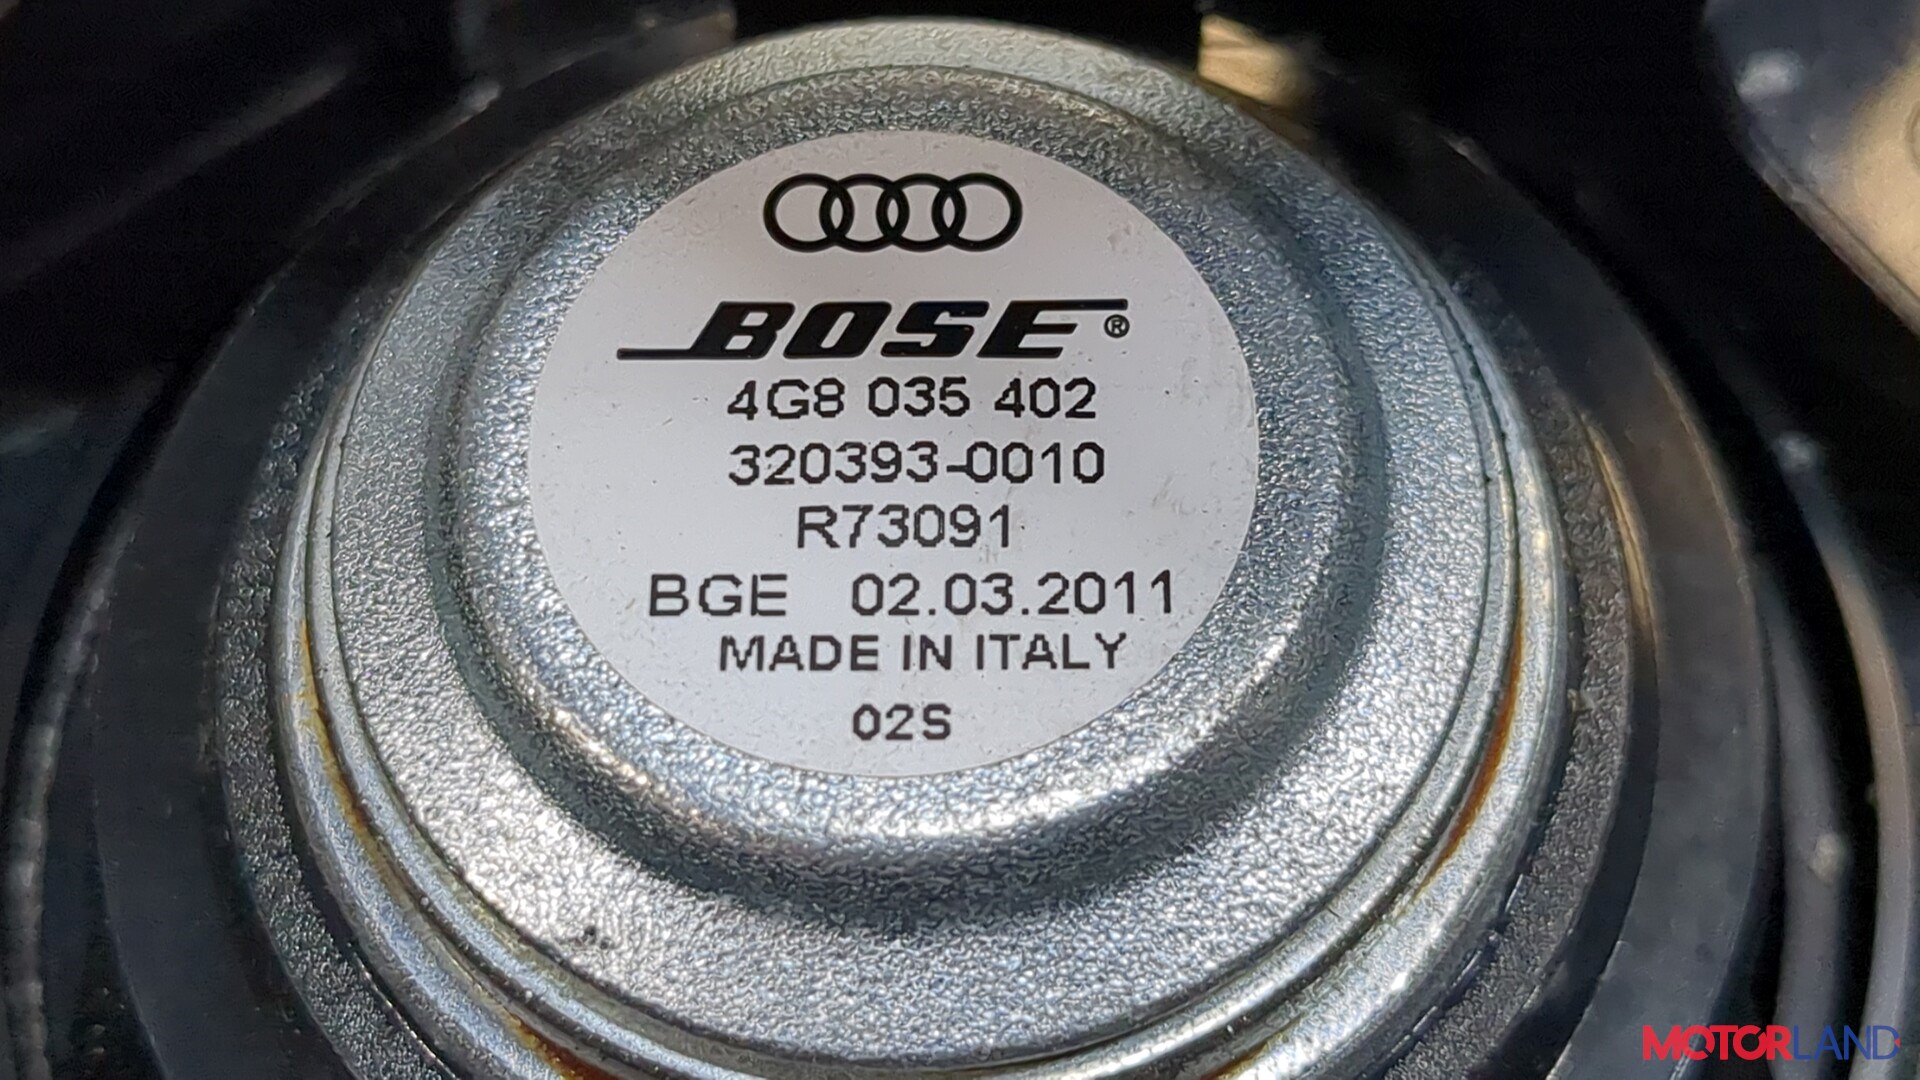 BOSE®
4G8 035 402
320393-0010
R73091
BGE 02.03.2011
MADE IN ITALY
02S
MOTORLAND